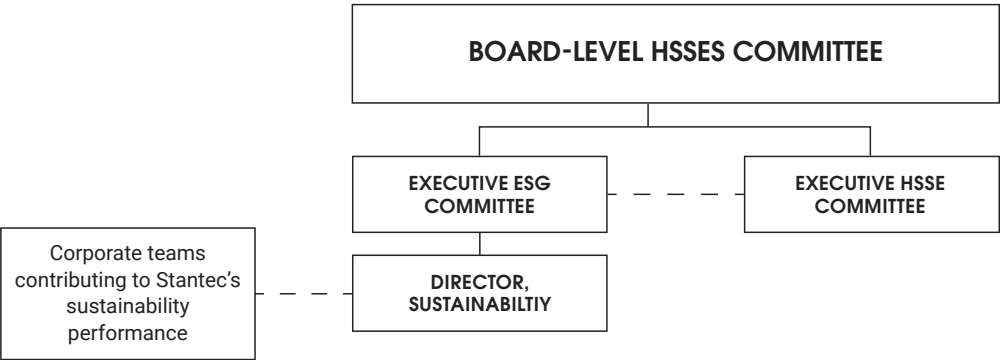 BOARD-LEVEL HSSES COMMITTEE
EXECUTIVE ESG
COMMITTEE
EXECUTIVE HSSE
COMMITTEE
Corporate teams
contributing to Stantec’s
sustainability
performance
DIRECTOR,
SUSTAINABILTIY